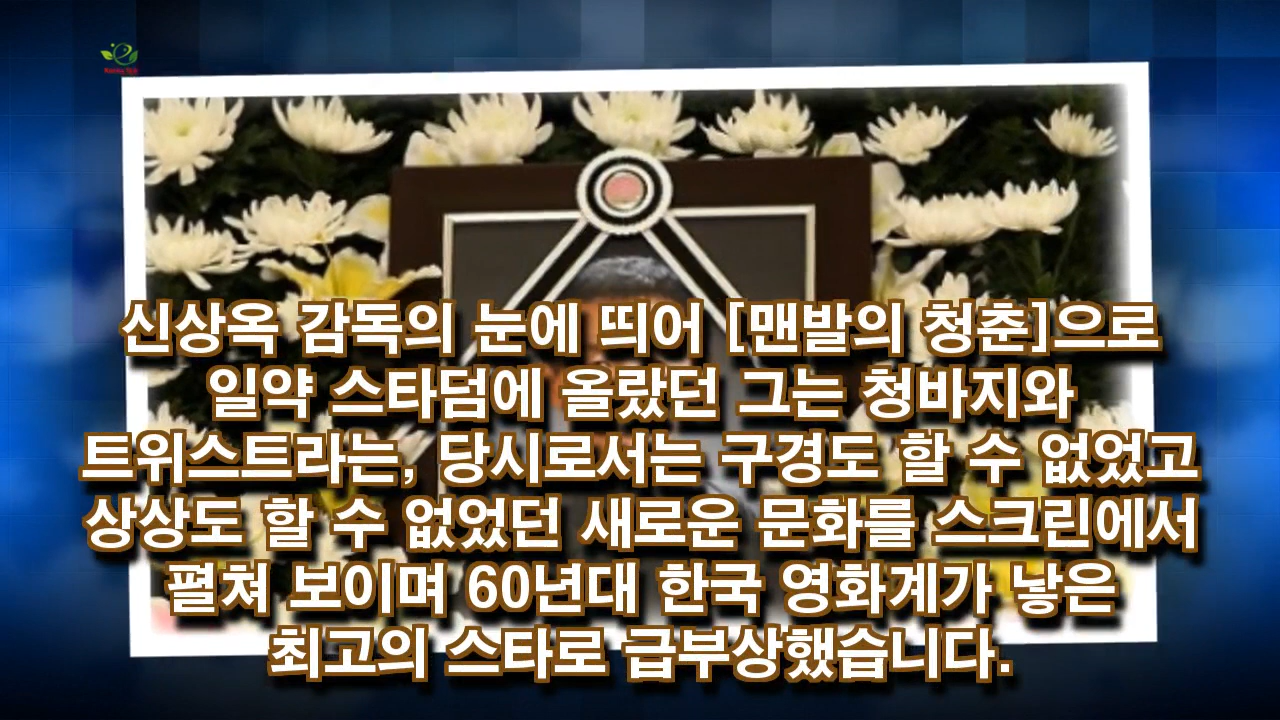 신상옥 감독의 눈에 띄어 [맨발의 청춘]으로
일약 스타덤에 올랐던 그는 청바지와
트위스트라는, 당시로서는 구경도 할 수 없었고
상상도 할 수 없었던 새로운 문화를 스크린에서
펼쳐 보이며 60년대 한국 영화계가 낳은
최고의 스타로 급부상했습니다.